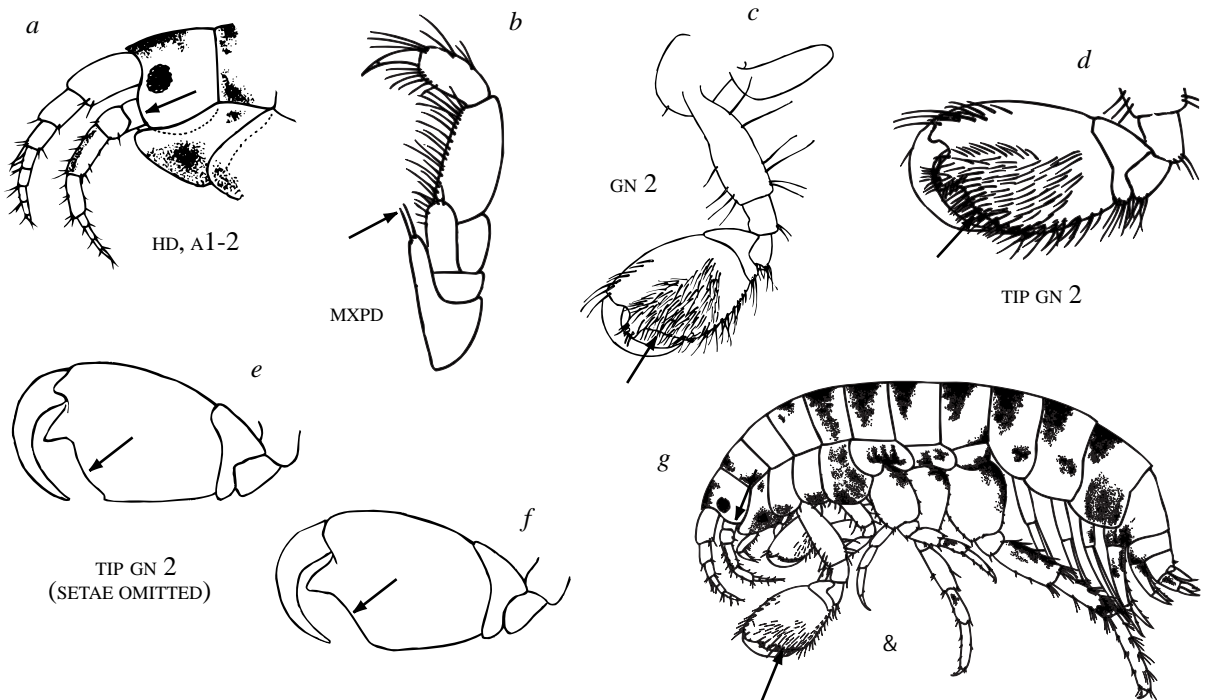 a
b
c
d
HD, A1-2
MXPD
GN 2
TIP GN 2
e
f
g
TIP GN 2
(SETAE OMITTED)
&